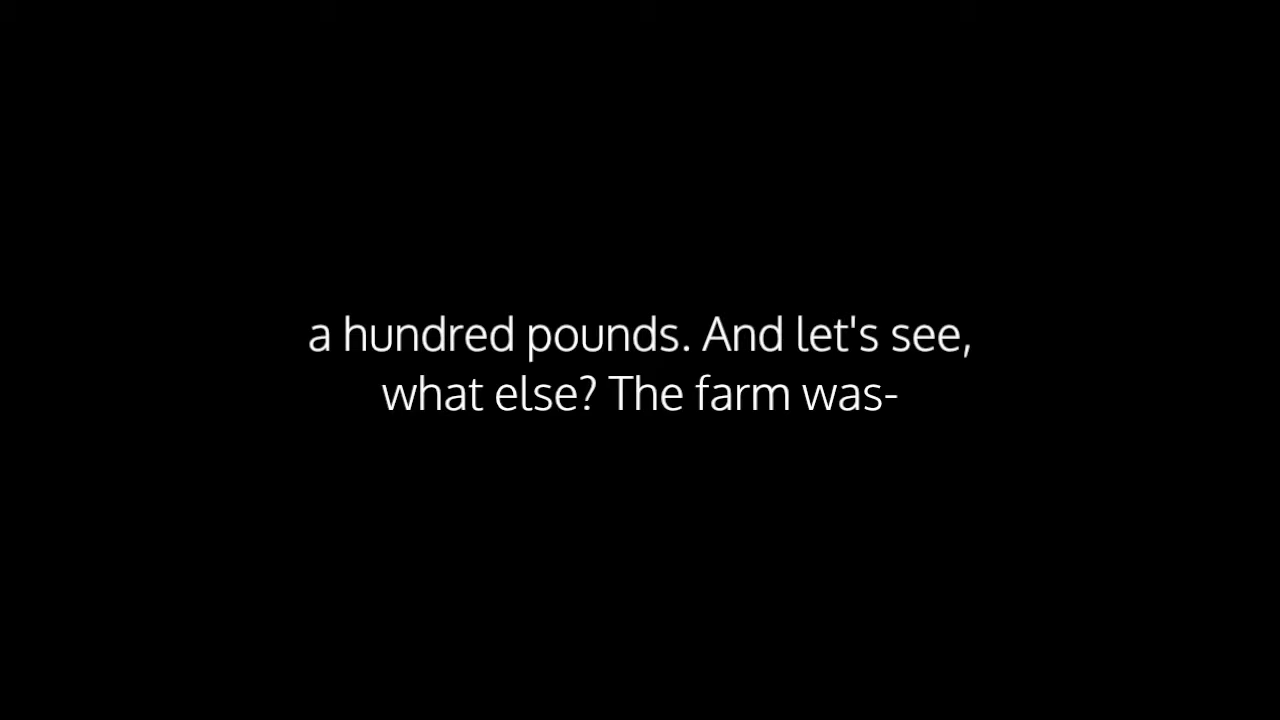 a hundred pounds. And let's see,
what else? The farm was-